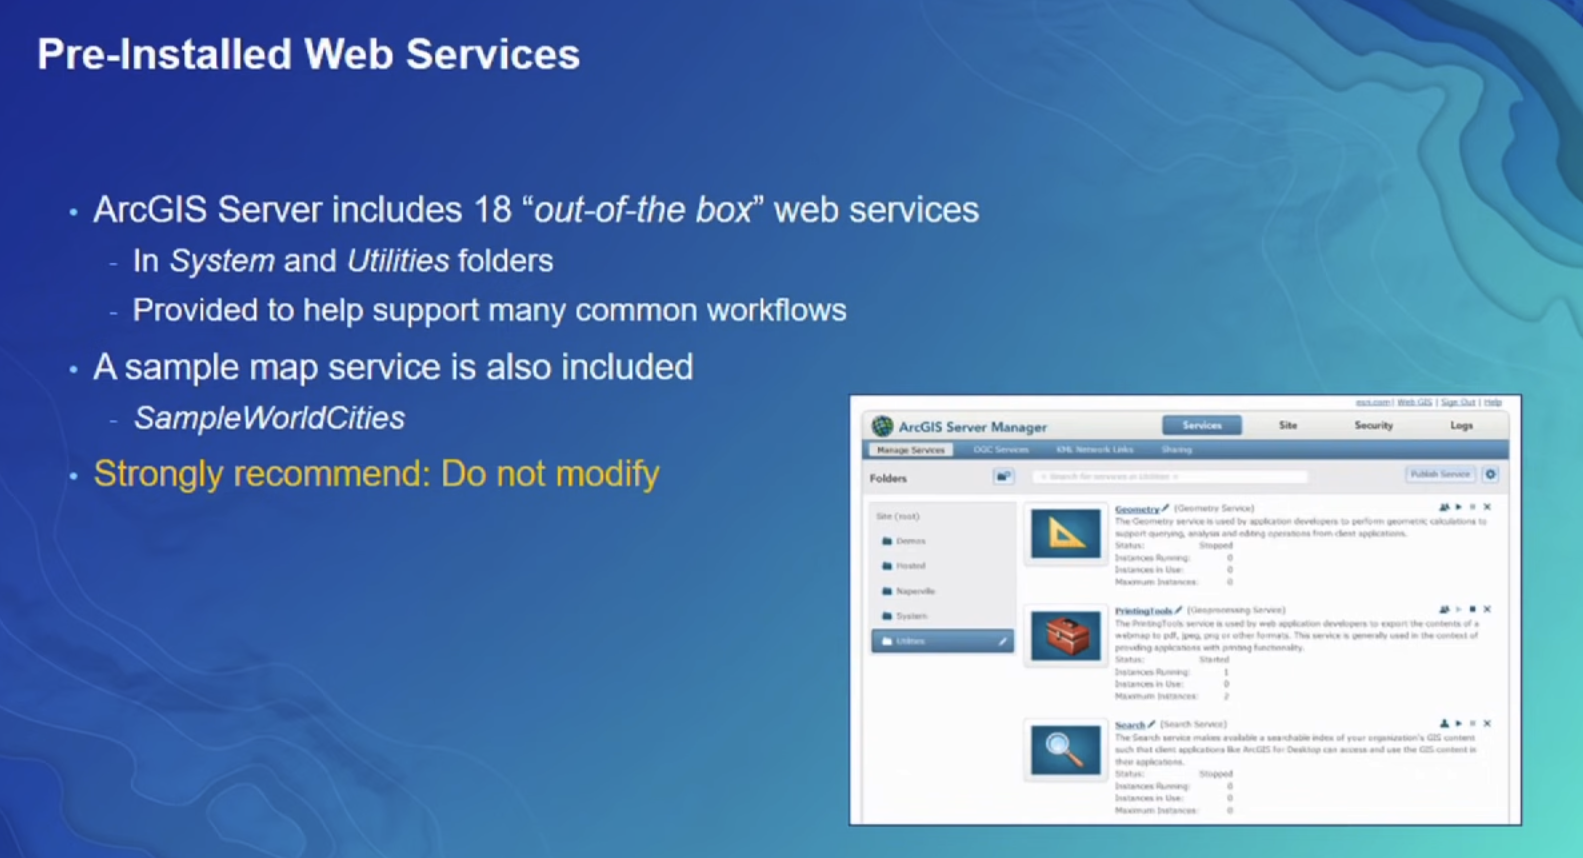 Pre-Installed Web Services
• ArcGIS Server includes 18 “out-of-the box” web services
- In System and Utilities folders
- Provided to help support many common workflows
• A sample map service is also included
- SampleWorldCities
• Strongly recommend: Do not modify
esri.com | Web GIS | Sign Out | Help
ArcGIS Server Manager
Services Site Security Logs
Manage Services OGC Services KML Network Links Sharing
Folders
Search for services in Utilities
Publish Service
Site (root)
Demos
Hosted
Naperville
System
Utilities
Geometry (Geometry Service)
The Geometry service is used by application developers to perform geometric calculations to
support querying, analysis and editing operations from client applications.
Status: Stopped
Instances Running: 0
Instances in Use: 0
Maximum Instances: 0
PrintingTools (Geoprocessing Service)
The PrintingTools service is used by web application developers to export the contents of a
webmap to pdf, jpeg, png or other formats. This service is generally used in the context of
providing applications with printing functionality.
Status: Started
Instances Running: 1
Instances in Use: 0
Maximum Instances: 2
Search (Search Service)
The Search service makes available a searchable index of your organization's GIS content
such that client applications like ArcGIS for Desktop can access and use the GIS content in
their applications.
Status: Stopped
Instances Running: 0
Instances in Use: 0
Maximum Instances: 0